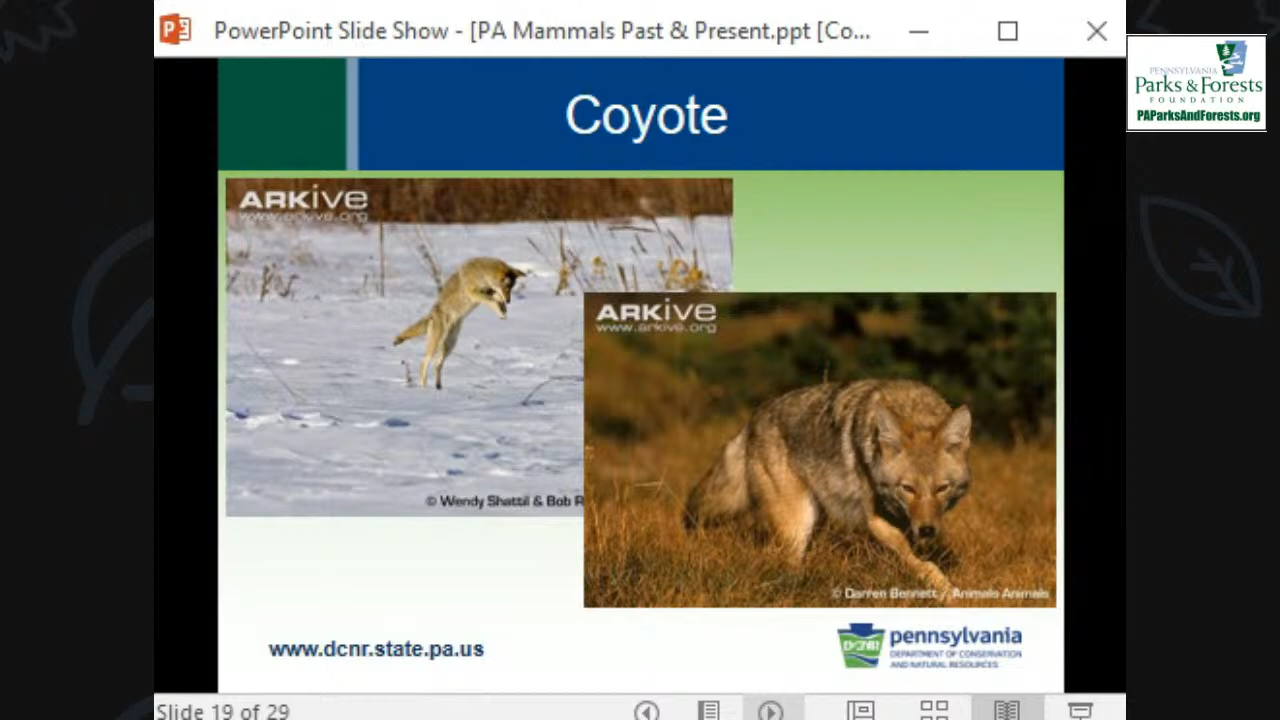 PowerPoint Slide Show - [PA Mammals Past & Present.ppt [Co...
PENNSYLVANIA
Parks & Forests
FOUNDATION
PAParksAndForests.org
Coyote
ARKive
www.arkive.org
© Wendy Shattil & Bob R
ARKive
www.arkive.org
© Darren Bennett / Animals Animals
www.dcnr.state.pa.us
DCNR
pennsylvania
DEPARTMENT OF CONSERVATION
AND NATURAL RESOURCES
Slide 19 of 29